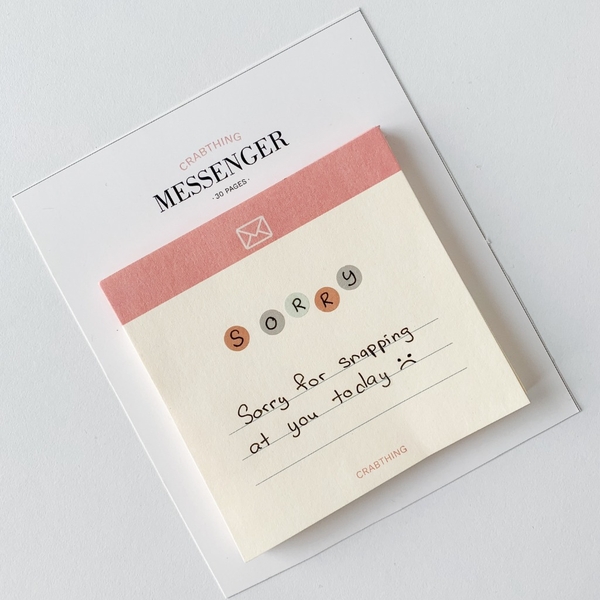 CRABTHING
MESSENGER
· 30 PAGES ·
SORRY
Sorry for snapping
at you today ☹
CRABTHING